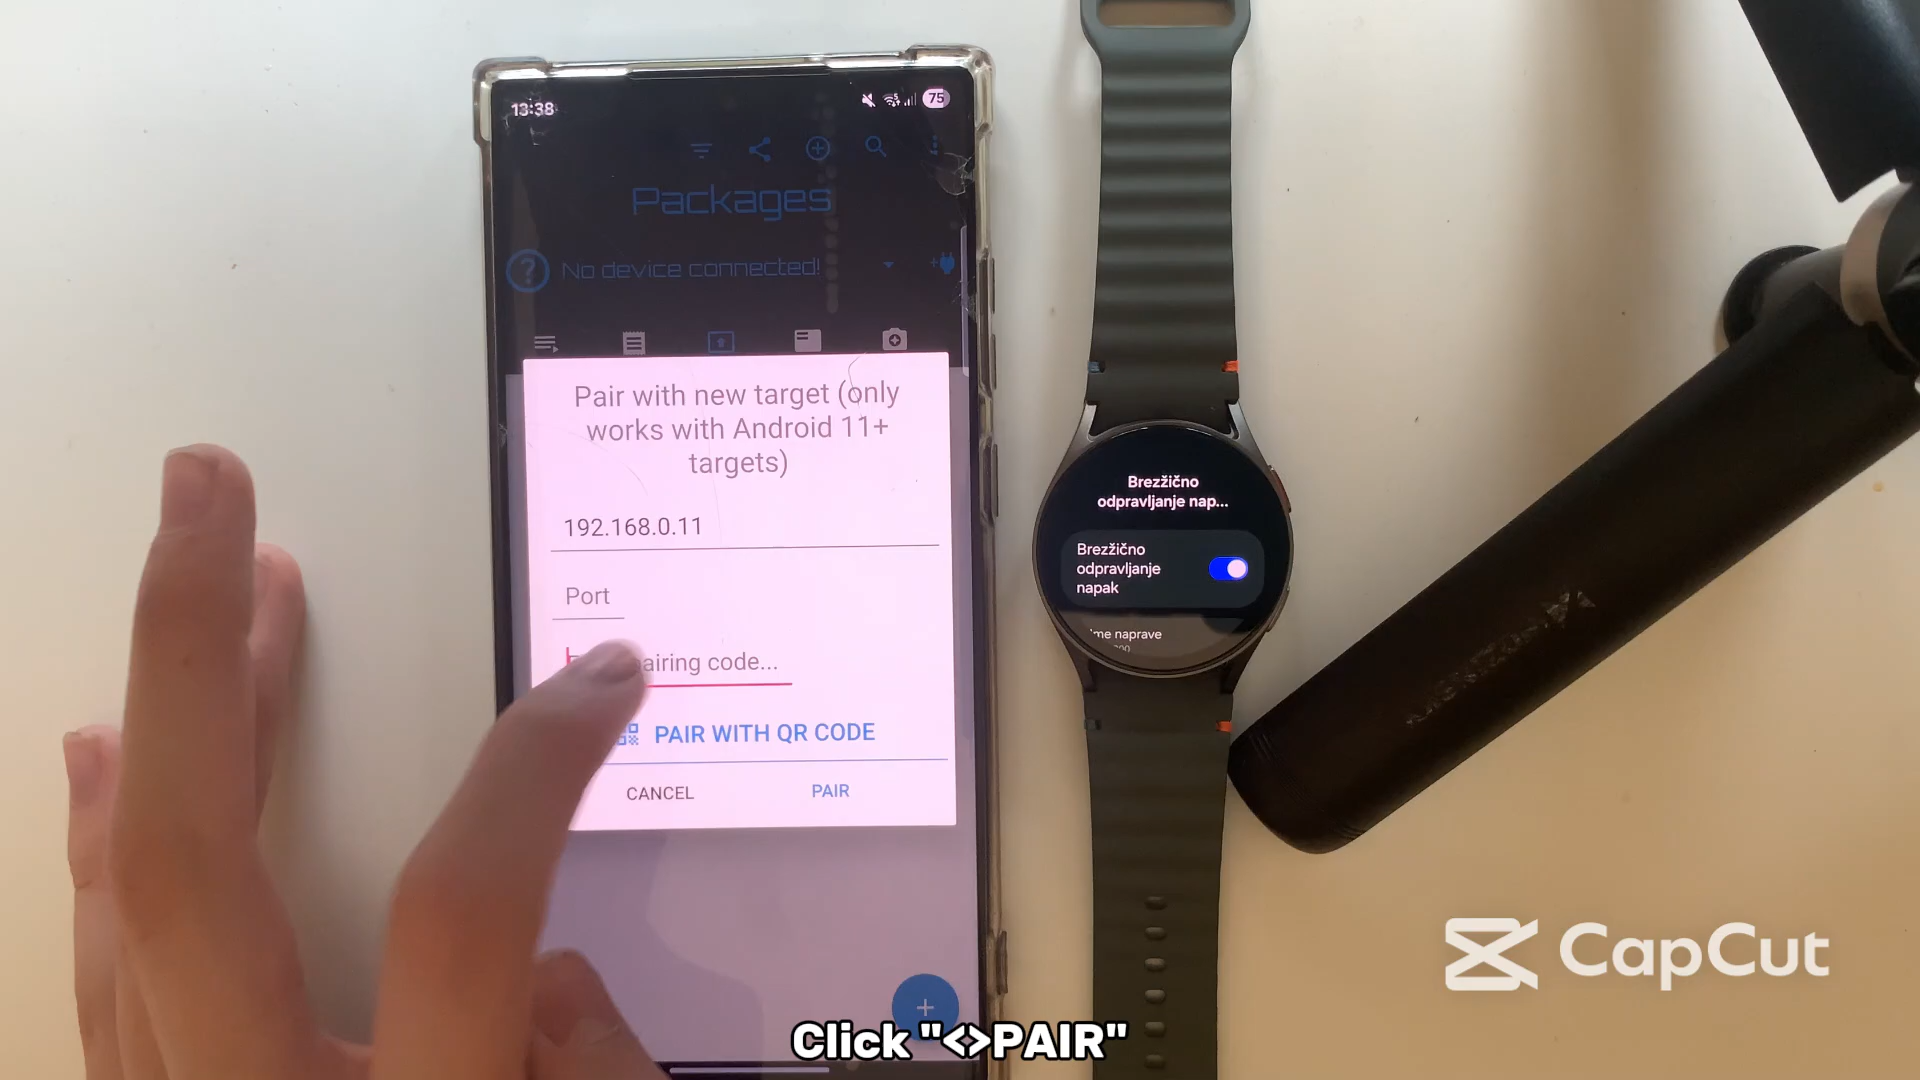 13:38
75
Packages
No device connected!
Pair with new target (only
works with Android 11+
targets)
192.168.0.11
Port
airing code...
PAIR WITH QR CODE
CANCEL
PAIR
Brezžično
odpravljanje nap...
Brezžično
odpravljanje
napak
Ime naprave
CapCut
Click "<>PAIR"